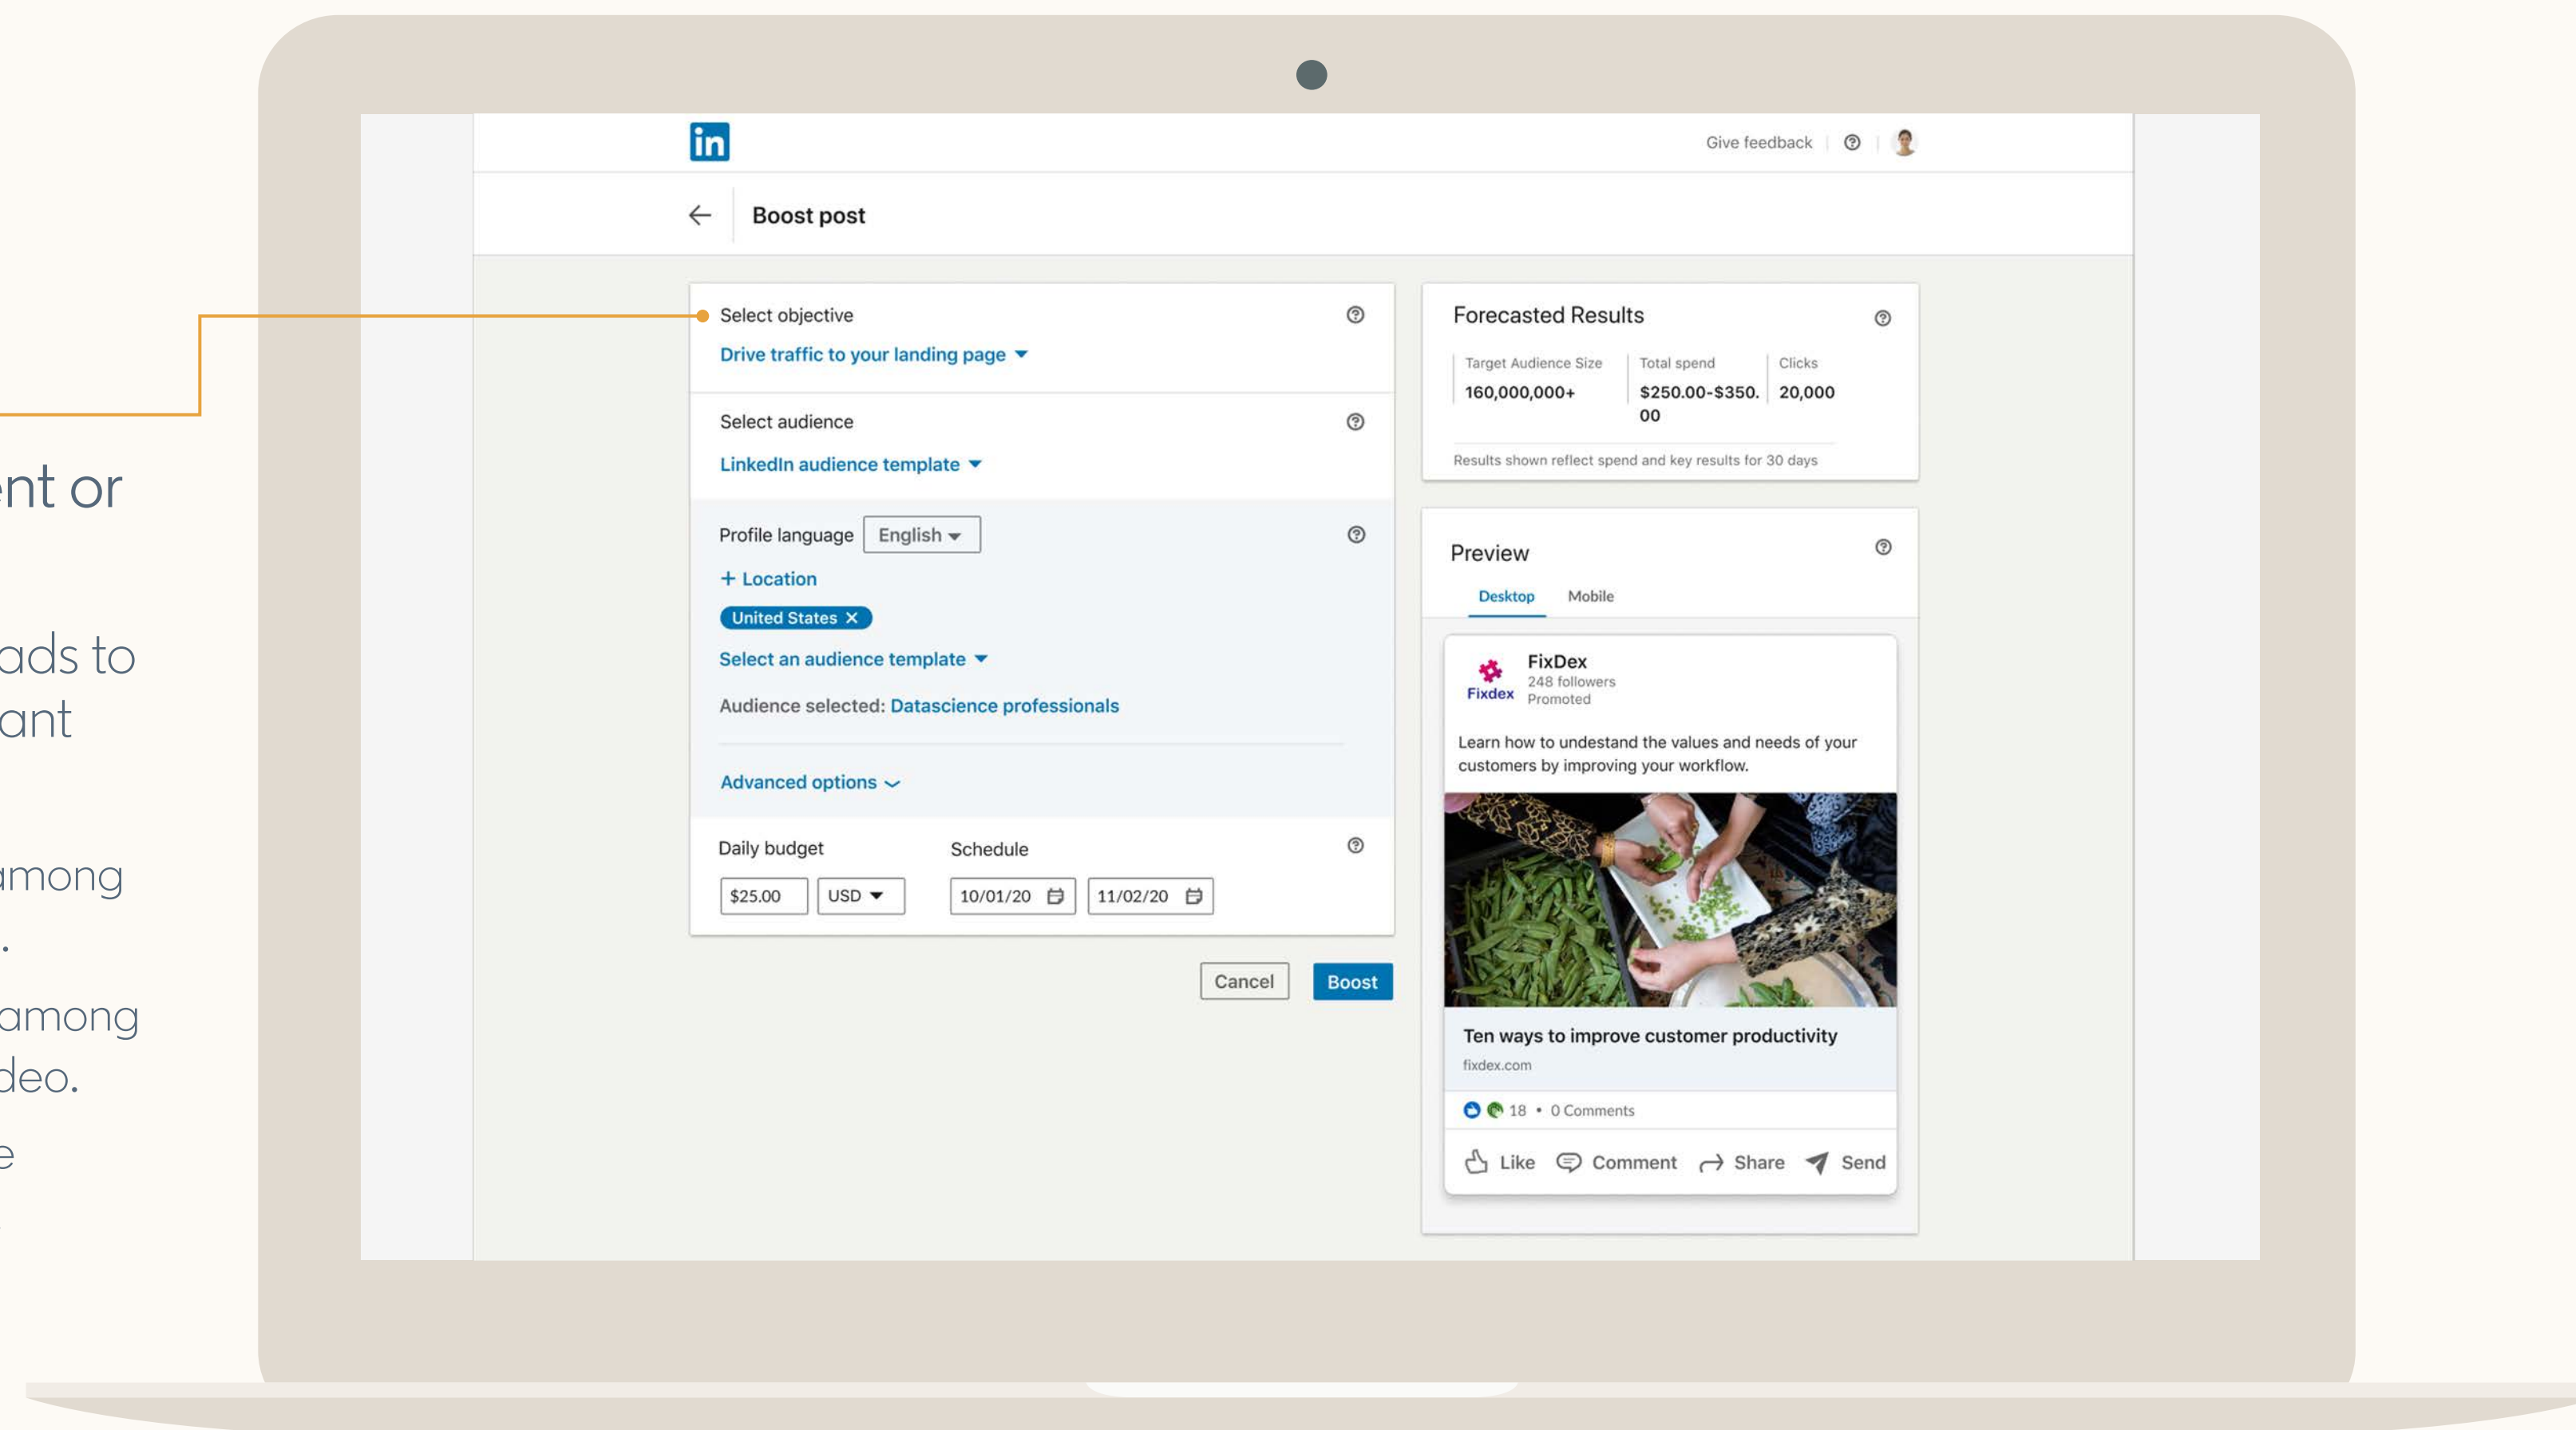 ent or
ads to
ant
among
.
among
deo.
e
in
Give feedback
Boost post
Select objective
Drive traffic to your landing page
Select audience
LinkedIn audience template
Profile language English
+ Location
United States ✕
Select an audience template
Audience selected: Datascience professionals
Advanced options
Daily budget Schedule
$25.00 USD 10/01/20 11/02/20
Cancel Boost
Forecasted Results
Target Audience Size Total spend Clicks
160,000,000+ $250.00-$350. 20,000
00
Results shown reflect spend and key results for 30 days
Preview
Desktop Mobile
FixDex
Fixdex
248 followers
Promoted
Learn how to undestand the values and needs of your
customers by improving your workflow.
Ten ways to improve customer productivity
fixdex.com
18 • 0 Comments
Like Comment Share Send